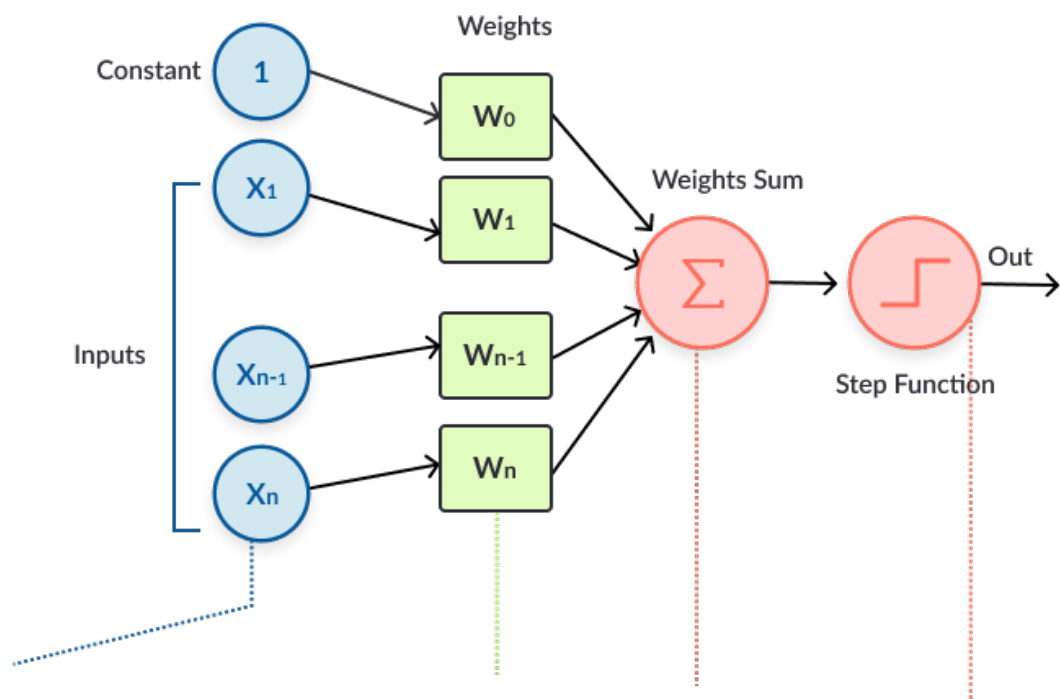 Weights
Constant
1
W₀
X₁
W₁
Weights Sum
Σ
Out
Inputs
Xₙ₋₁
Wₙ₋₁
Step Function
Xₙ
Wₙ